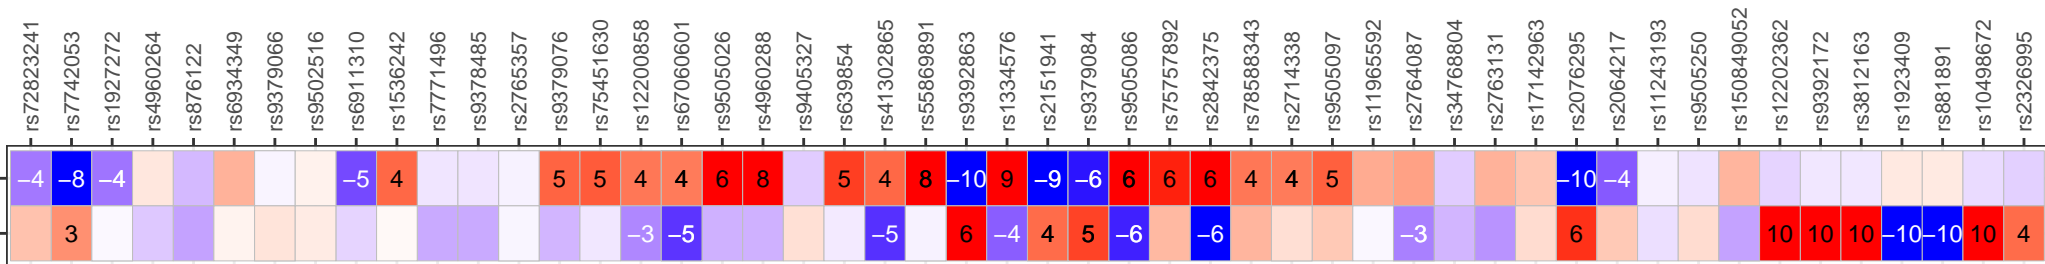 rs72823241 rs7742053 rs1927272 rs4960264 rs876122 rs6934349 rs9379066 rs9502516 rs6911310 rs1536242 rs7771496 rs9378485 rs2765357 rs9379076 rs75451630 rs12200858 rs67060601 rs9505026 rs4960288 rs9405327 rs639854 rs41302865 rs55869891 rs9392863 rs13345576 rs2151941 rs9379084 rs9505086 rs75757892 rs28423775 rs78588343 rs2714338 rs9505097 rs11965592 rs2764087 rs34768804 rs2763131 rs17142963 rs2076295 rs2064217 rs11243193 rs9505250 rs150849052 rs12202362 rs9392172 rs3812163 rs1923409 rs881891 rs10498672 rs2326995
−4 −8 −4 −5 4 5 5 4 4 6 8 5 4 8 −10 9 −9 −6 6 6 6 4 4 5 −10 −4
3 −3 −5 −5 6 −4 4 5 −6 −6 −3 6 10 10 10 −10 −10 10 4